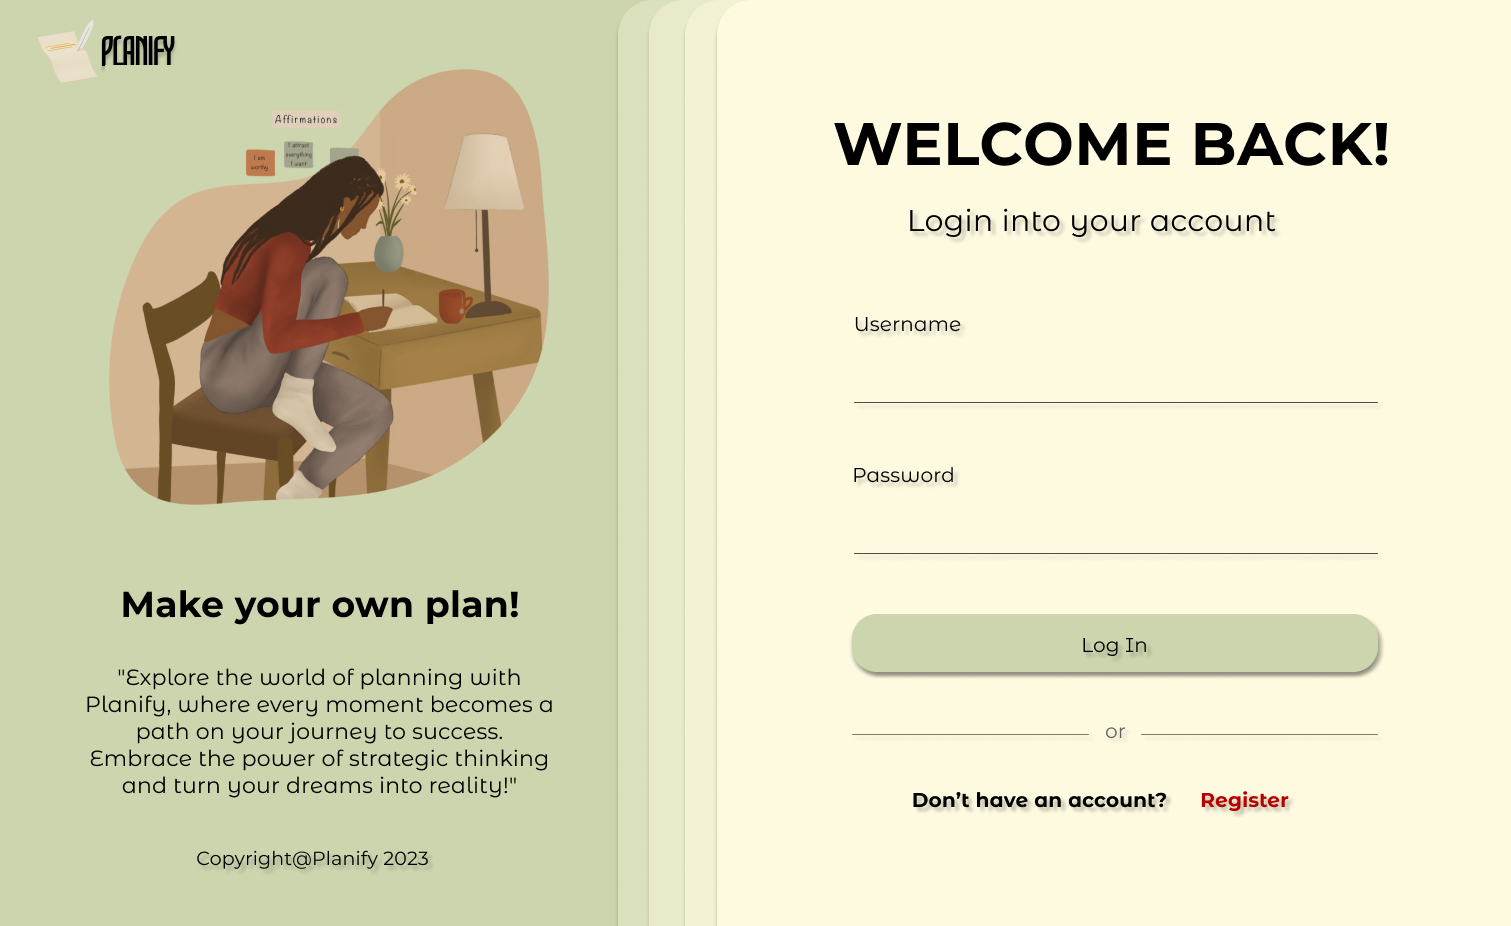 PLANIFY
Affirmations
I am
worthy
I attract
everything
I want
Make your own plan!
"Explore the world of planning with
Planify, where every moment becomes a
path on your journey to success.
Embrace the power of strategic thinking
and turn your dreams into reality!"
Copyright@Planify 2023
WELCOME BACK!
Login into your account
Username
Password
Log In
or
Don’t have an account? Register